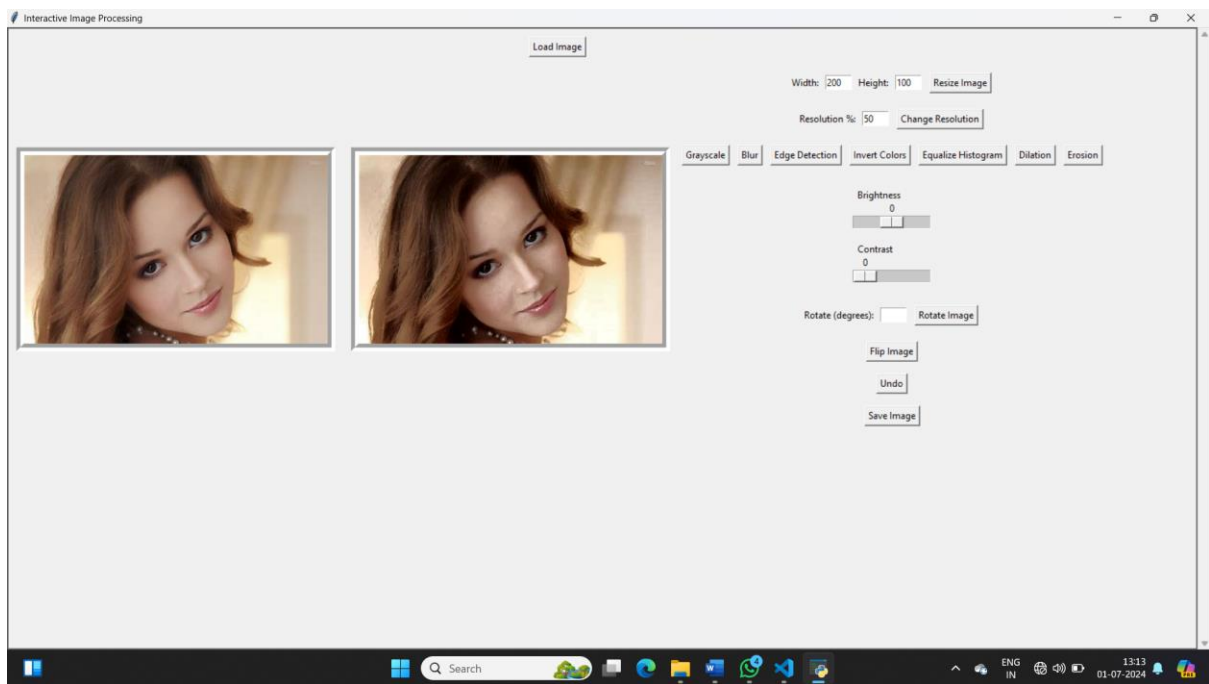 Interactive Image Processing
Load Image
Width: 200 Height: 100 Resize Image
Resolution %: 50 Change Resolution
Grayscale Blur Edge Detection Invert Colors Equalize Histogram Dilation Erosion
Brightness
0
Contrast
0
Rotate (degrees): Rotate Image
Flip Image
Undo
Save Image
Search
4
ENG
IN
13:13
01-07-2024